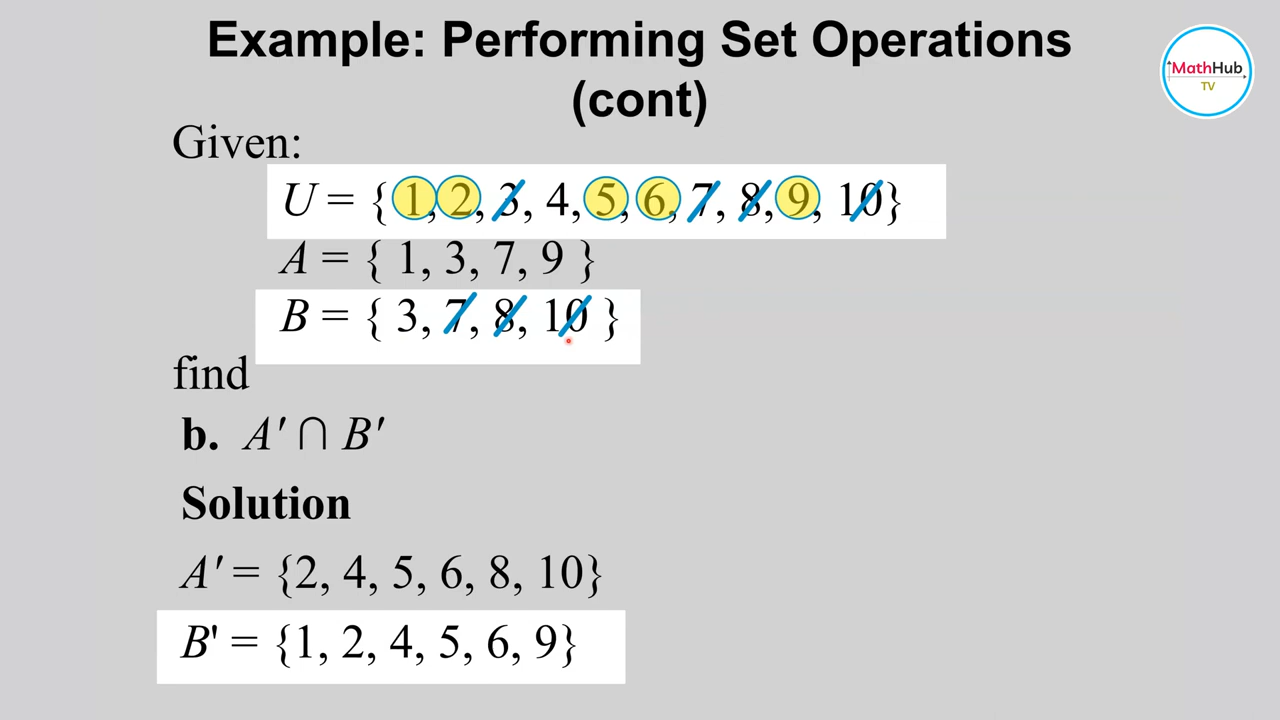 Example: Performing Set Operations
(cont)
MathHub
TV
Given:
U = { 1, 2, 3, 4, 5, 6, 7, 8, 9, 10}
A = { 1, 3, 7, 9 }
B = { 3, 7, 8, 10 }
find
b. A′ ∩ B′
Solution
A′ = {2, 4, 5, 6, 8, 10}
B' = {1, 2, 4, 5, 6, 9}